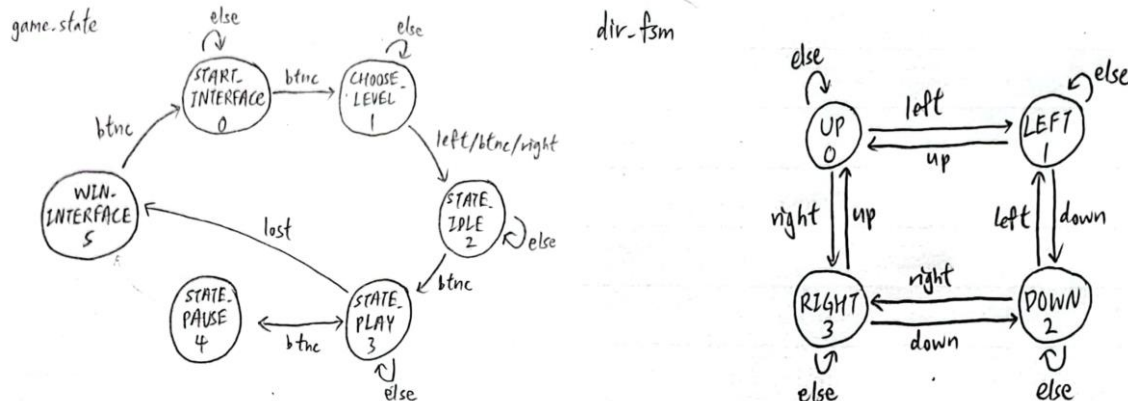 game_state
else
START_
INTERFACE
0
btnc
else
CHOOSE_
LEVEL
1
left/btnc/right
STATE_
IDLE
2
else
btnc
STATE_
PLAY
3
else
btnc
STATE_
PAUSE
4
lost
WIN_
INTERFACE
5
btnc
dir_fsm
else
UP
0
left
up
else
LEFT
1
right
up
left
down
RIGHT
3
right
down
DOWN
2
else
else